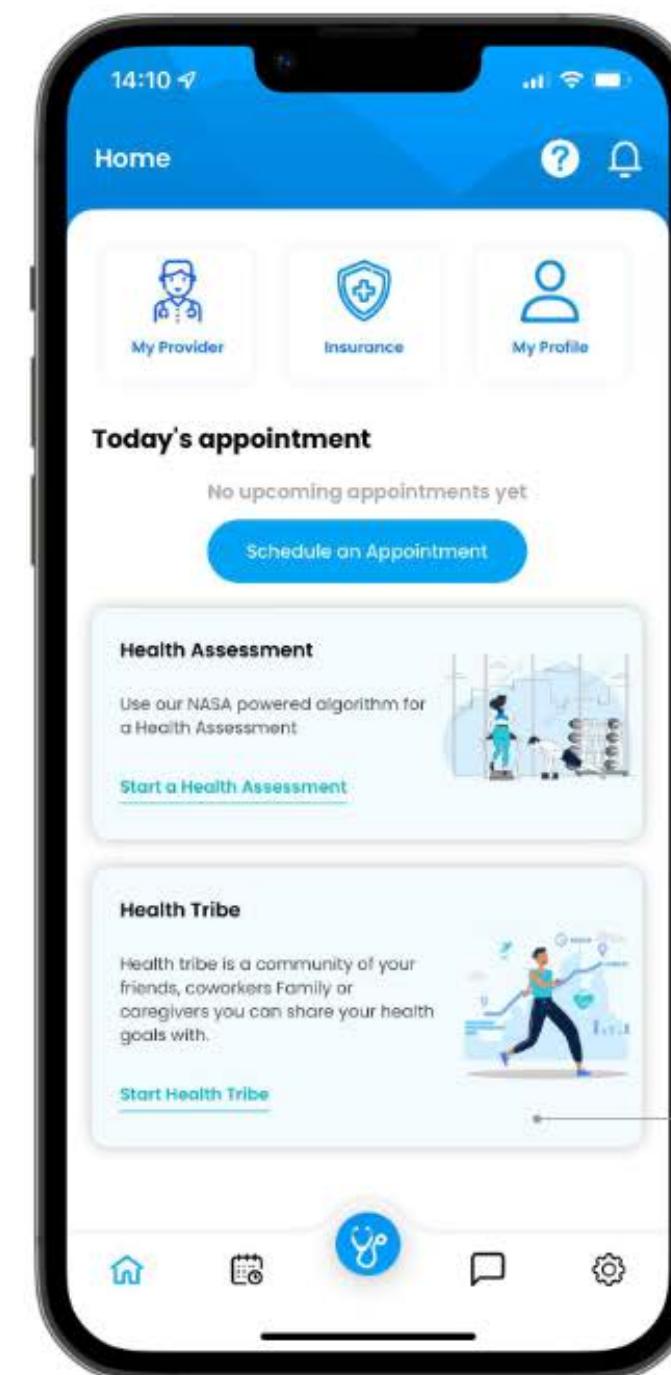 14:10
Home
?
My Provider
Insurance
My Profile
Today's appointment
No upcoming appointments yet
Schedule an Appointment
Health Assessment
Use our NASA powered algorithm for
a Health Assessment
Start a Health Assessment
Health Tribe
Health tribe is a community of your
friends, coworkers Family or
caregivers you can share your health
goals with.
Start Health Tribe